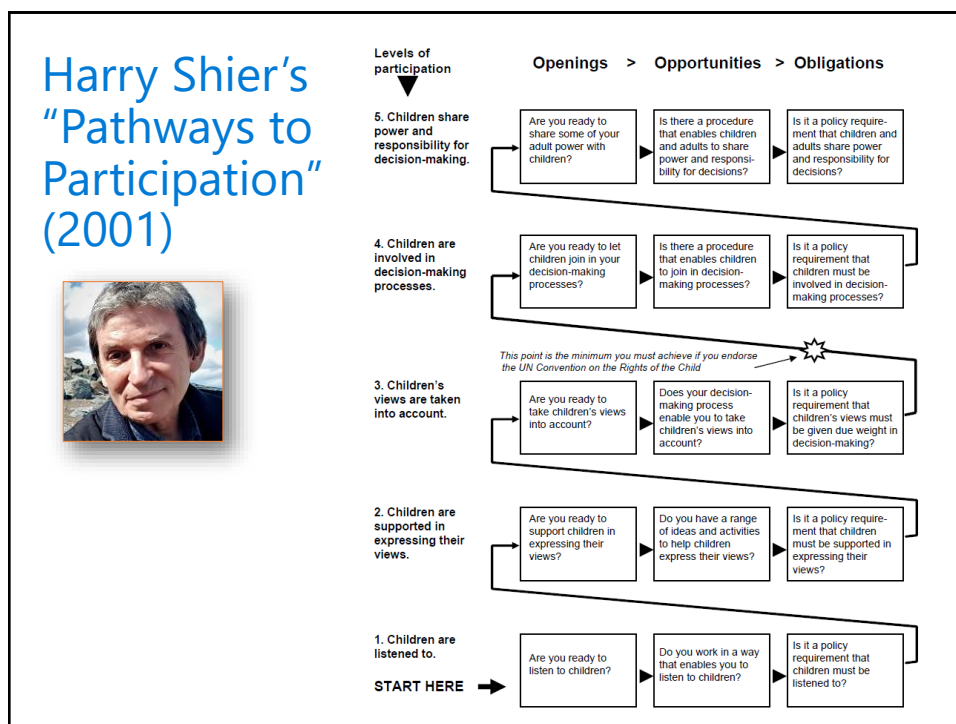 Harry Shier's
“Pathways to
Participation”
(2001)
Levels of
participation
Openings > Opportunities > Obligations
5. Children share
power and
responsibility for
decision-making.
Are you ready to
share some of your
adult power with
children?
Is there a procedure
that enables children
and adults to share
power and responsi-
bility for decisions?
Is it a policy require-
ment that children and
adults share power
and responsibility for
decisions?
4. Children are
involved in
decision-making
processes.
Are you ready to let
children join in your
decision-making
processes?
Is there a procedure
that enables children
to join in decision-
making processes?
Is it a policy
requirement that
children must be
involved in decision-
making processes?
This point is the minimum you must achieve if you endorse
the UN Convention on the Rights of the Child
3. Children's
views are taken
into account.
Are you ready to
take children's views
into account?
Does your decision-
making process
enable you to take
children's views into
account?
Is it a policy
requirement that
children's views must
be given due weight in
decision-making?
2. Children are
supported in
expressing their
views.
Are you ready to
support children in
expressing their
views?
Do you have a range
of ideas and activities
to help children
express their views?
Is it a policy require-
ment that children
must be supported in
expressing their
views?
1. Children are
listened to.
START HERE
Are you ready to
listen to children?
Do you work in a way
that enables you to
listen to children?
Is it a policy
requirement that
children must be
listened to?